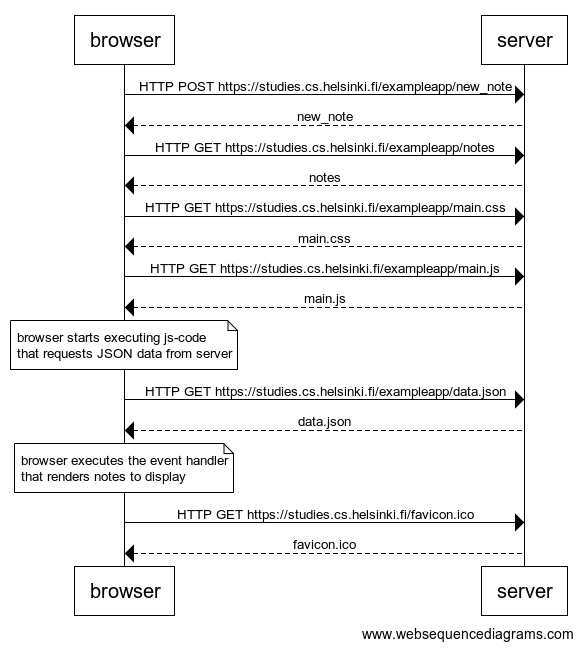 browser server
HTTP POST https://studies.cs.helsinki.fi/exampleapp/new_note
new_note
HTTP GET https://studies.cs.helsinki.fi/exampleapp/notes
notes
HTTP GET https://studies.cs.helsinki.fi/exampleapp/main.css
main.css
HTTP GET https://studies.cs.helsinki.fi/exampleapp/main.js
main.js
browser starts executing js-code
that requests JSON data from server
HTTP GET https://studies.cs.helsinki.fi/exampleapp/data.json
data.json
browser executes the event handler
that renders notes to display
HTTP GET https://studies.cs.helsinki.fi/favicon.ico
favicon.ico
browser server
www.websequencediagrams.com